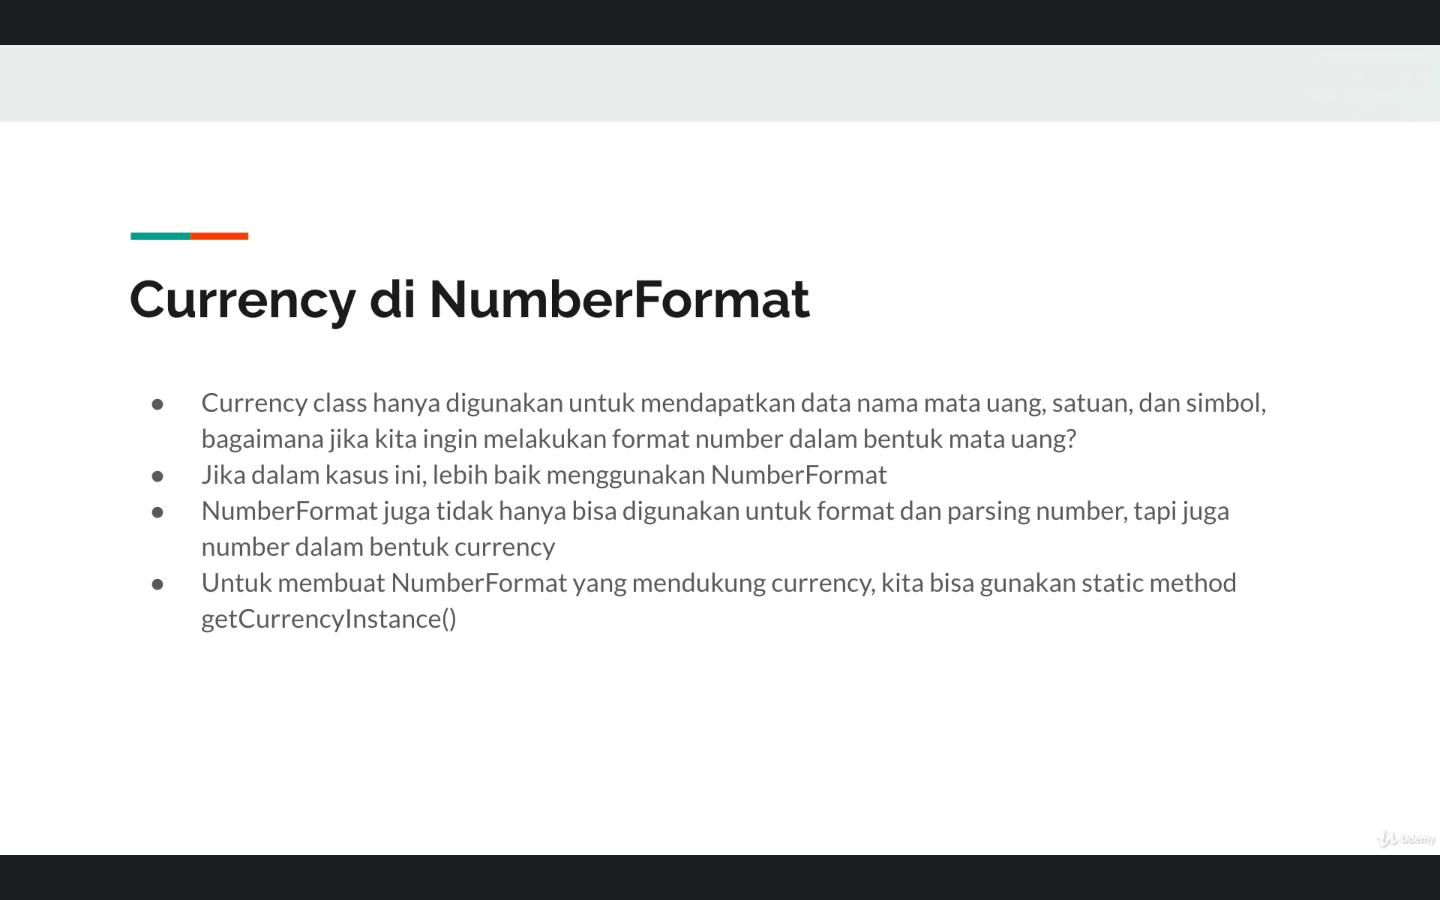 Currency di NumberFormat
● Currency class hanya digunakan untuk mendapatkan data nama mata uang, satuan, dan simbol,
bagaimana jika kita ingin melakukan format number dalam bentuk mata uang?
● Jika dalam kasus ini, lebih baik menggunakan NumberFormat
● NumberFormat juga tidak hanya bisa digunakan untuk format dan parsing number, tapi juga
number dalam bentuk currency
● Untuk membuat NumberFormat yang mendukung currency, kita bisa gunakan static method
getCurrencyInstance()
Udemy